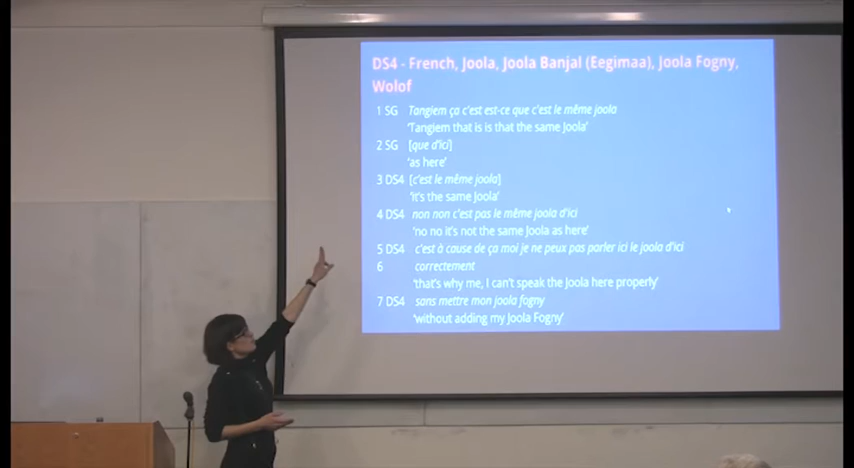 DS4 - French, Joola, Joola Banjal (Eegimaa), Joola Fogny,
Wolof
1 SG Tangiem ça c'est est-ce que c'est le même joola
'Tangiem that is is that the same Joola'
2 SG [que d'ici]
'as here'
3 DS4 [c'est le même joola]
'it's the same Joola'
4 DS4 non non c'est pas le même joola d'ici
'no no it's not the same Joola as here'
5 DS4 c'est à cause de ça moi je ne peux pas parler ici le joola d'ici
6 correctement
'that's why me, I can't speak the Joola here properly'
7 DS4 sans mettre mon joola fogny
'without adding my Joola Fogny'